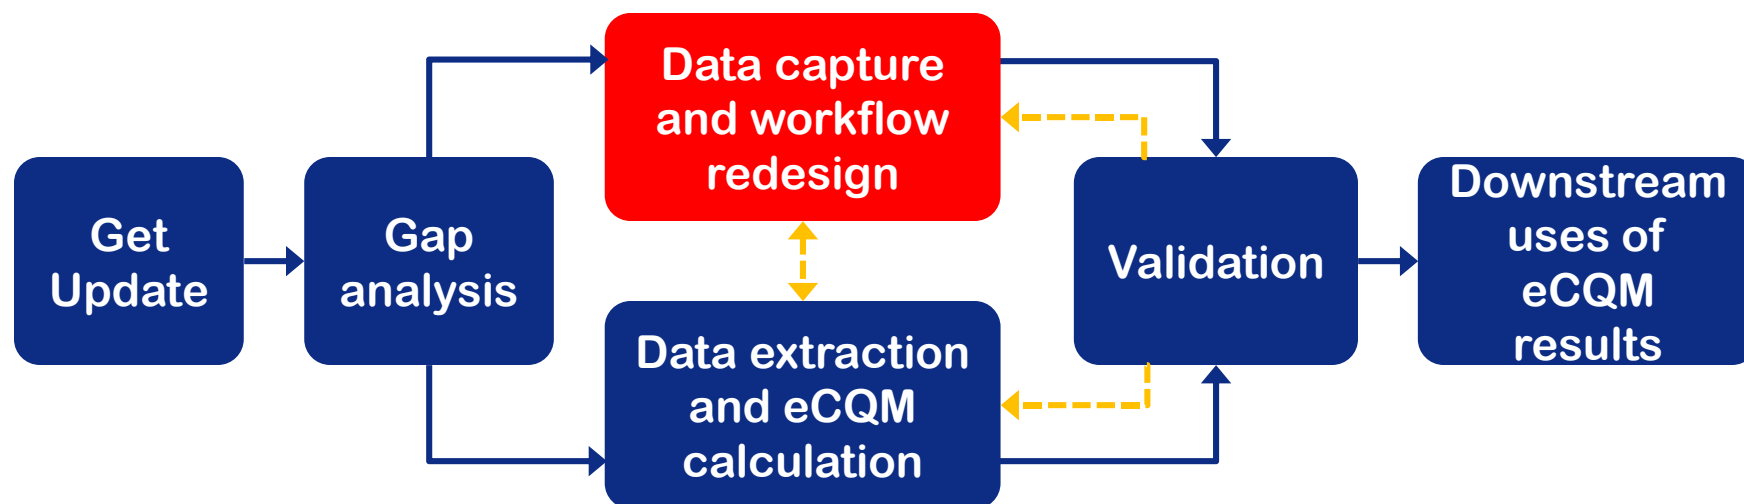 Get
Update
Gap
analysis
Data capture
and workflow
redesign
Data extraction
and eCQM
calculation
Validation
Downstream
uses of
eCQM
results